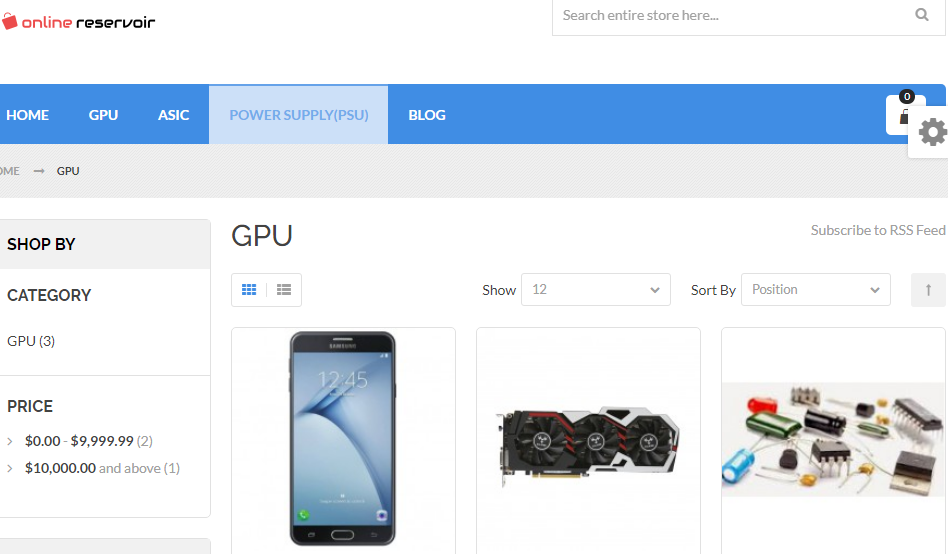 online reservoir
Search entire store here...
HOME GPU ASIC POWER SUPPLY(PSU) BLOG
0
OME → GPU
SHOP BY
GPU
Subscribe to RSS Feed
Show 12 Sort By Position
CATEGORY
GPU (3)
PRICE
$0.00 - $9,999.99 (2)
$10,000.00 and above (1)
SAMSUNG
12:45